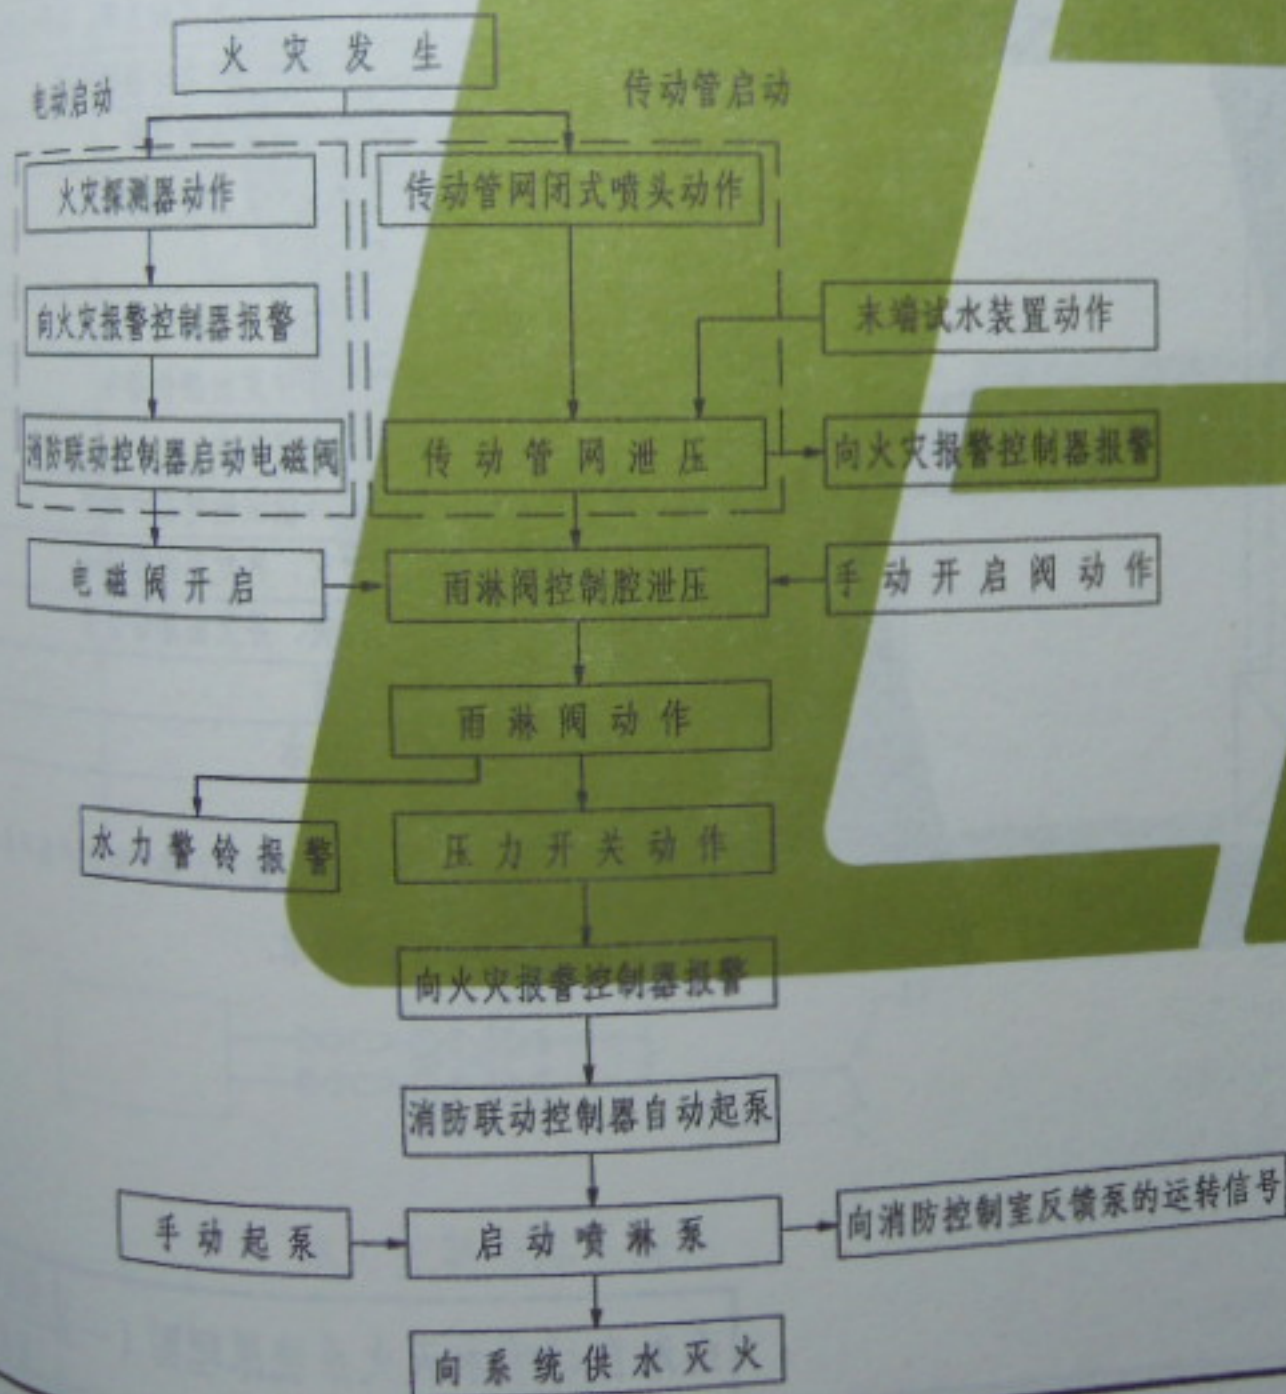 火灾发生
电动启动
传动管启动
火灾探测器动作
传动管网闭式喷头动作
向火灾报警控制器报警
末端试水装置动作
消防联动控制器启动电磁阀
传动管网泄压
向火灾报警控制器报警
电磁阀开启
雨淋阀控制腔泄压
手动开启阀动作
雨淋阀动作
水力警铃报警
压力开关动作
向火灾报警控制器报警
消防联动控制器自动起泵
手动起泵
启动喷淋泵
向消防控制室反馈泵的运转信号
向系统供水灭火